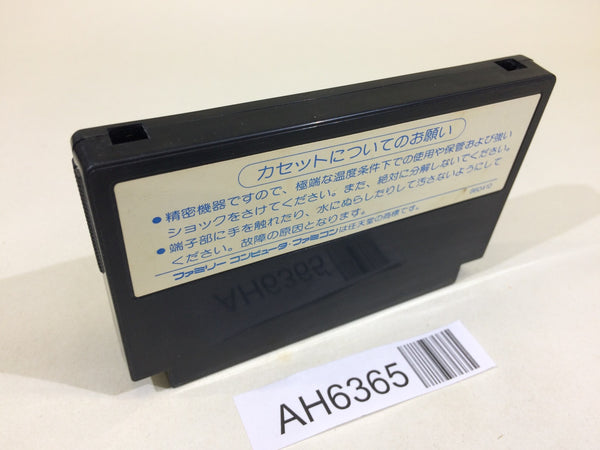 カセットについてのお願い
●精密機器ですので、極端な温度条件下での使用や保管および強い
ショックをさけてください。また、絶対に分解しないでください。
●端子部に手を触れたり、水にぬらしたりして汚さないようにして
ください。故障の原因となります。
ファミリーコンピュータ・ファミコンは任天堂の商標です。
AH6365